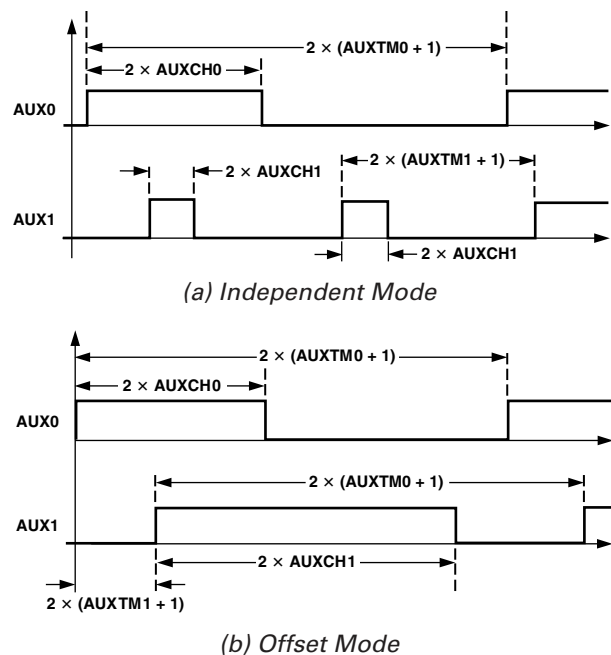 2 × (AUXTM0 + 1)
2 × AUXCH0
AUX0
2 × (AUXTM1 + 1)
2 × AUXCH1
AUX1
2 × AUXCH1
(a) Independent Mode
2 × (AUXTM0 + 1)
2 × AUXCH0
AUX0
2 × (AUXTM0 + 1)
AUX1
2 × AUXCH1
2 × (AUXTM1 + 1)
(b) Offset Mode